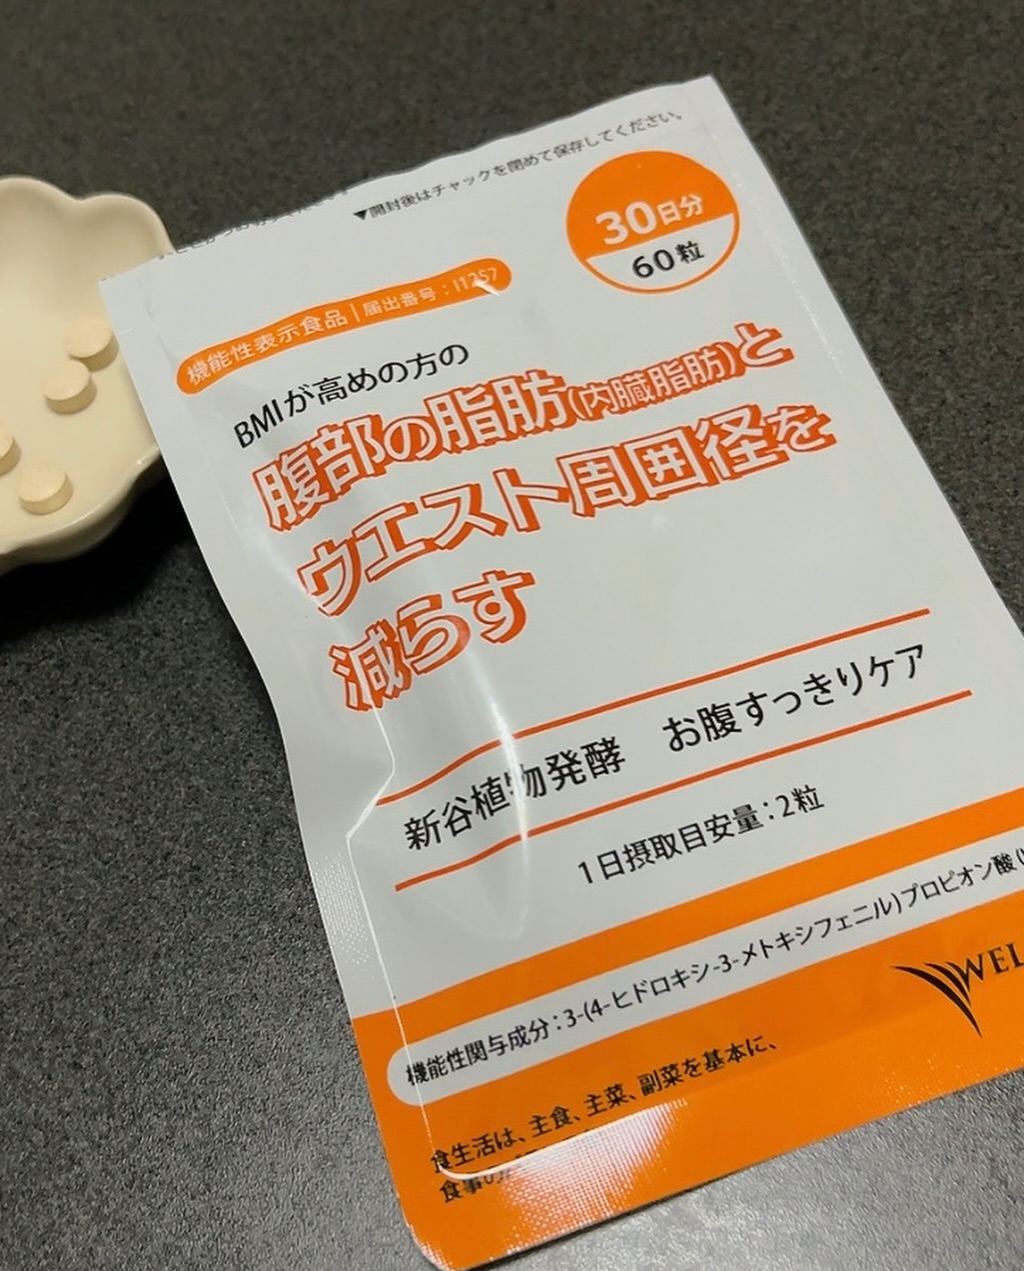 ▼開封後はチャックを閉めて保存してください。
30日分
60粒
機能性表示食品 | 届出番号:I1257
BMIが高めの方の
腹部の脂肪(内臓脂肪)と
ウエスト周囲径を
減らす
新谷植物発酵 お腹すっきりケア
1日摂取目安量:2粒
機能性関与成分:3-(4-ヒドロキシ-3-メトキシフェニル)プロピオン酸(
WEL
食生活は、主食、主菜、副菜を基本に、
食事の